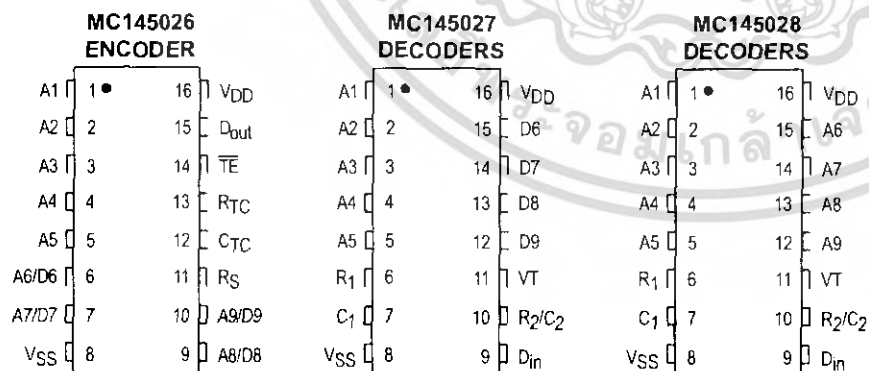 MC145026
ENCODER
A1 1 16 VDD
A2 2 15 Dout
A3 3 14 TE
A4 4 13 RTC
A5 5 12 CTC
A6/D6 6 11 RS
A7/D7 7 10 A9/D9
VSS 8 9 A8/D8
MC145027
DECODERS
A1 1 16 VDD
A2 2 15 D6
A3 3 14 D7
A4 4 13 D8
A5 5 12 D9
R1 6 11 VT
C1 7 10 R2/C2
VSS 8 9 Din
MC145028
DECODERS
A1 1 16 VDD
A2 2 15 A6
A3 3 14 A7
A4 4 13 A8
A5 5 12 A9
R1 6 11 VT
C1 7 10 R2/C2
VSS 8 9 Din